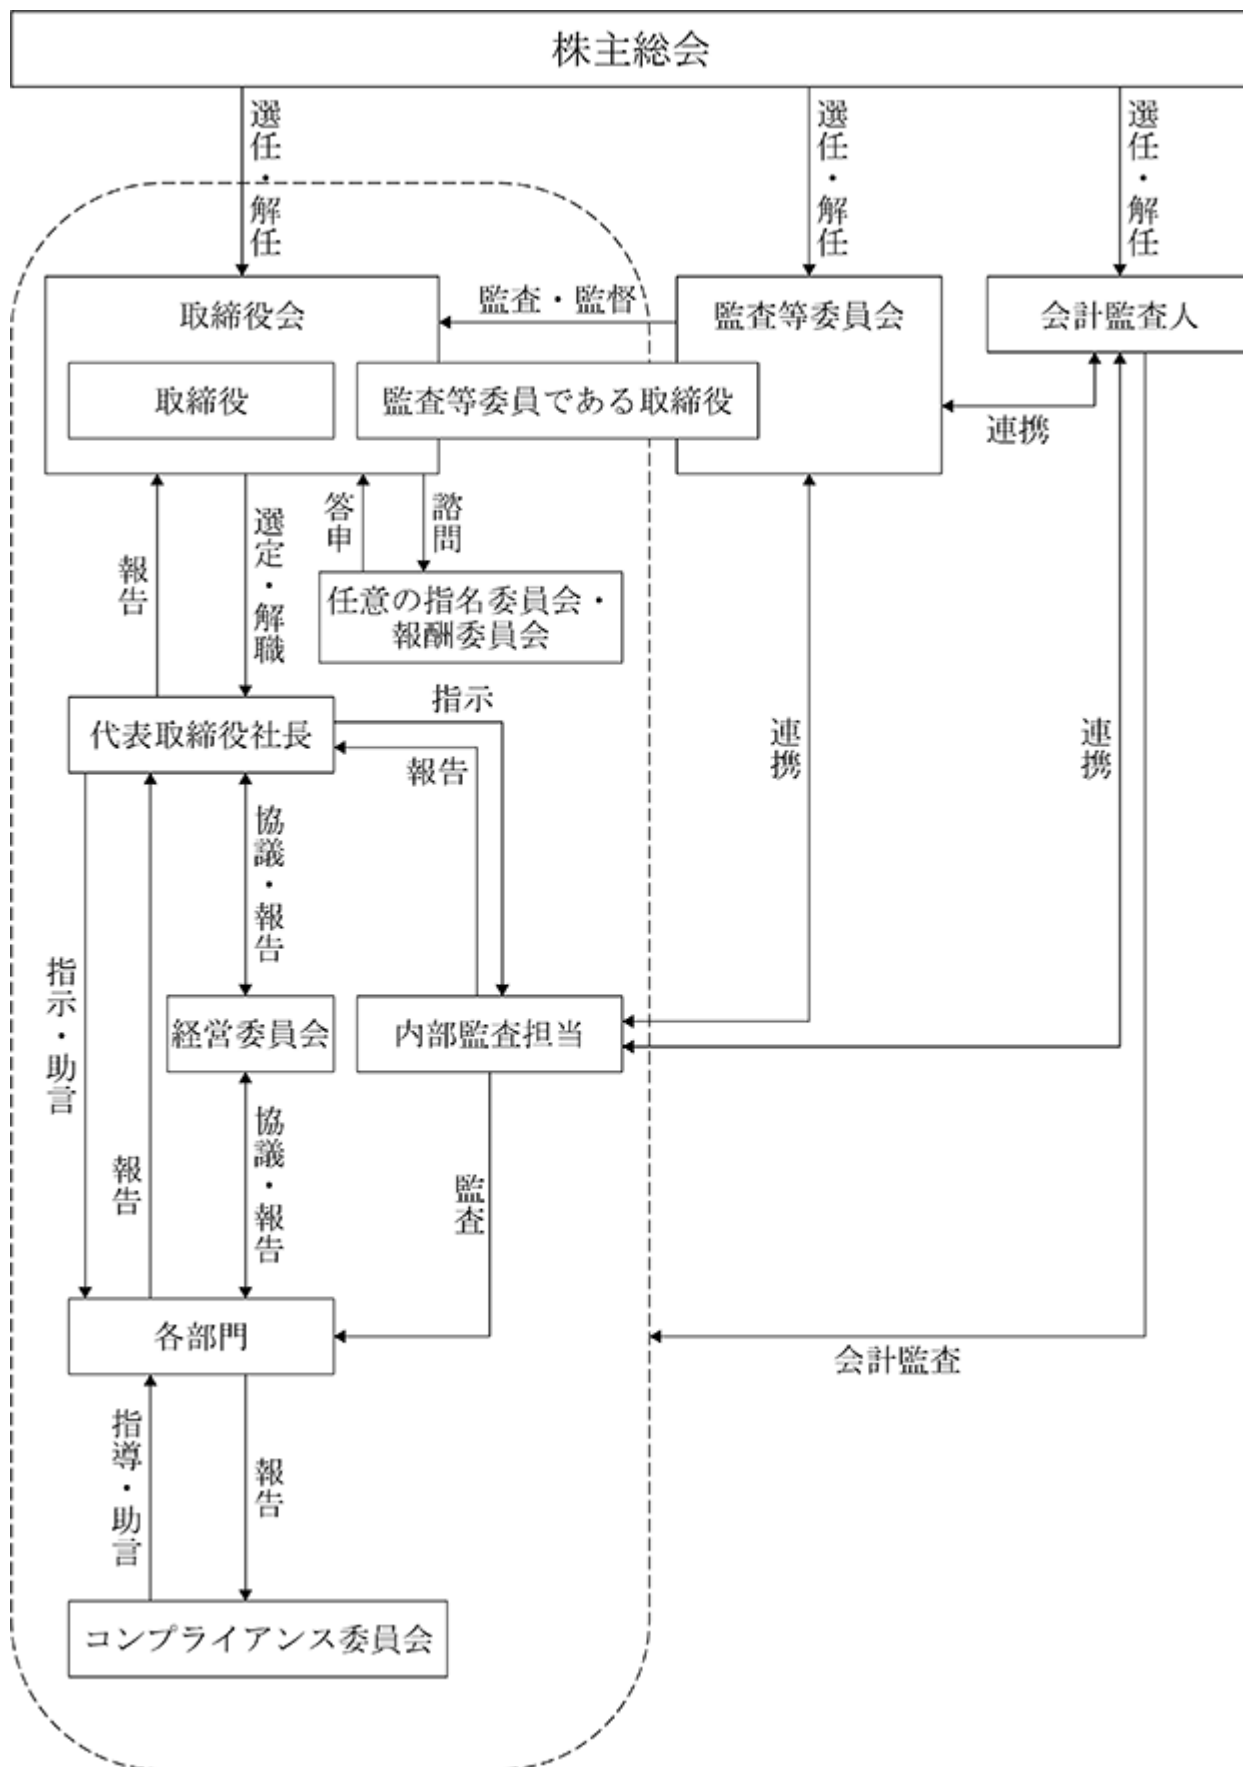 株主総会
選任・解任
選任・解任
選任・解任
取締役会
監査・監督
監査等委員会
会計監査人
取締役
監査等委員である取締役
連携
報告
選定・解職
答申
諮問
任意の指名委員会・
報酬委員会
代表取締役社長
指示
報告
連携
連携
協議・報告
指示・助言
経営委員会
内部監査担当
報告
協議・報告
監査
各部門
会計監査
指導・助言
報告
コンプライアンス委員会